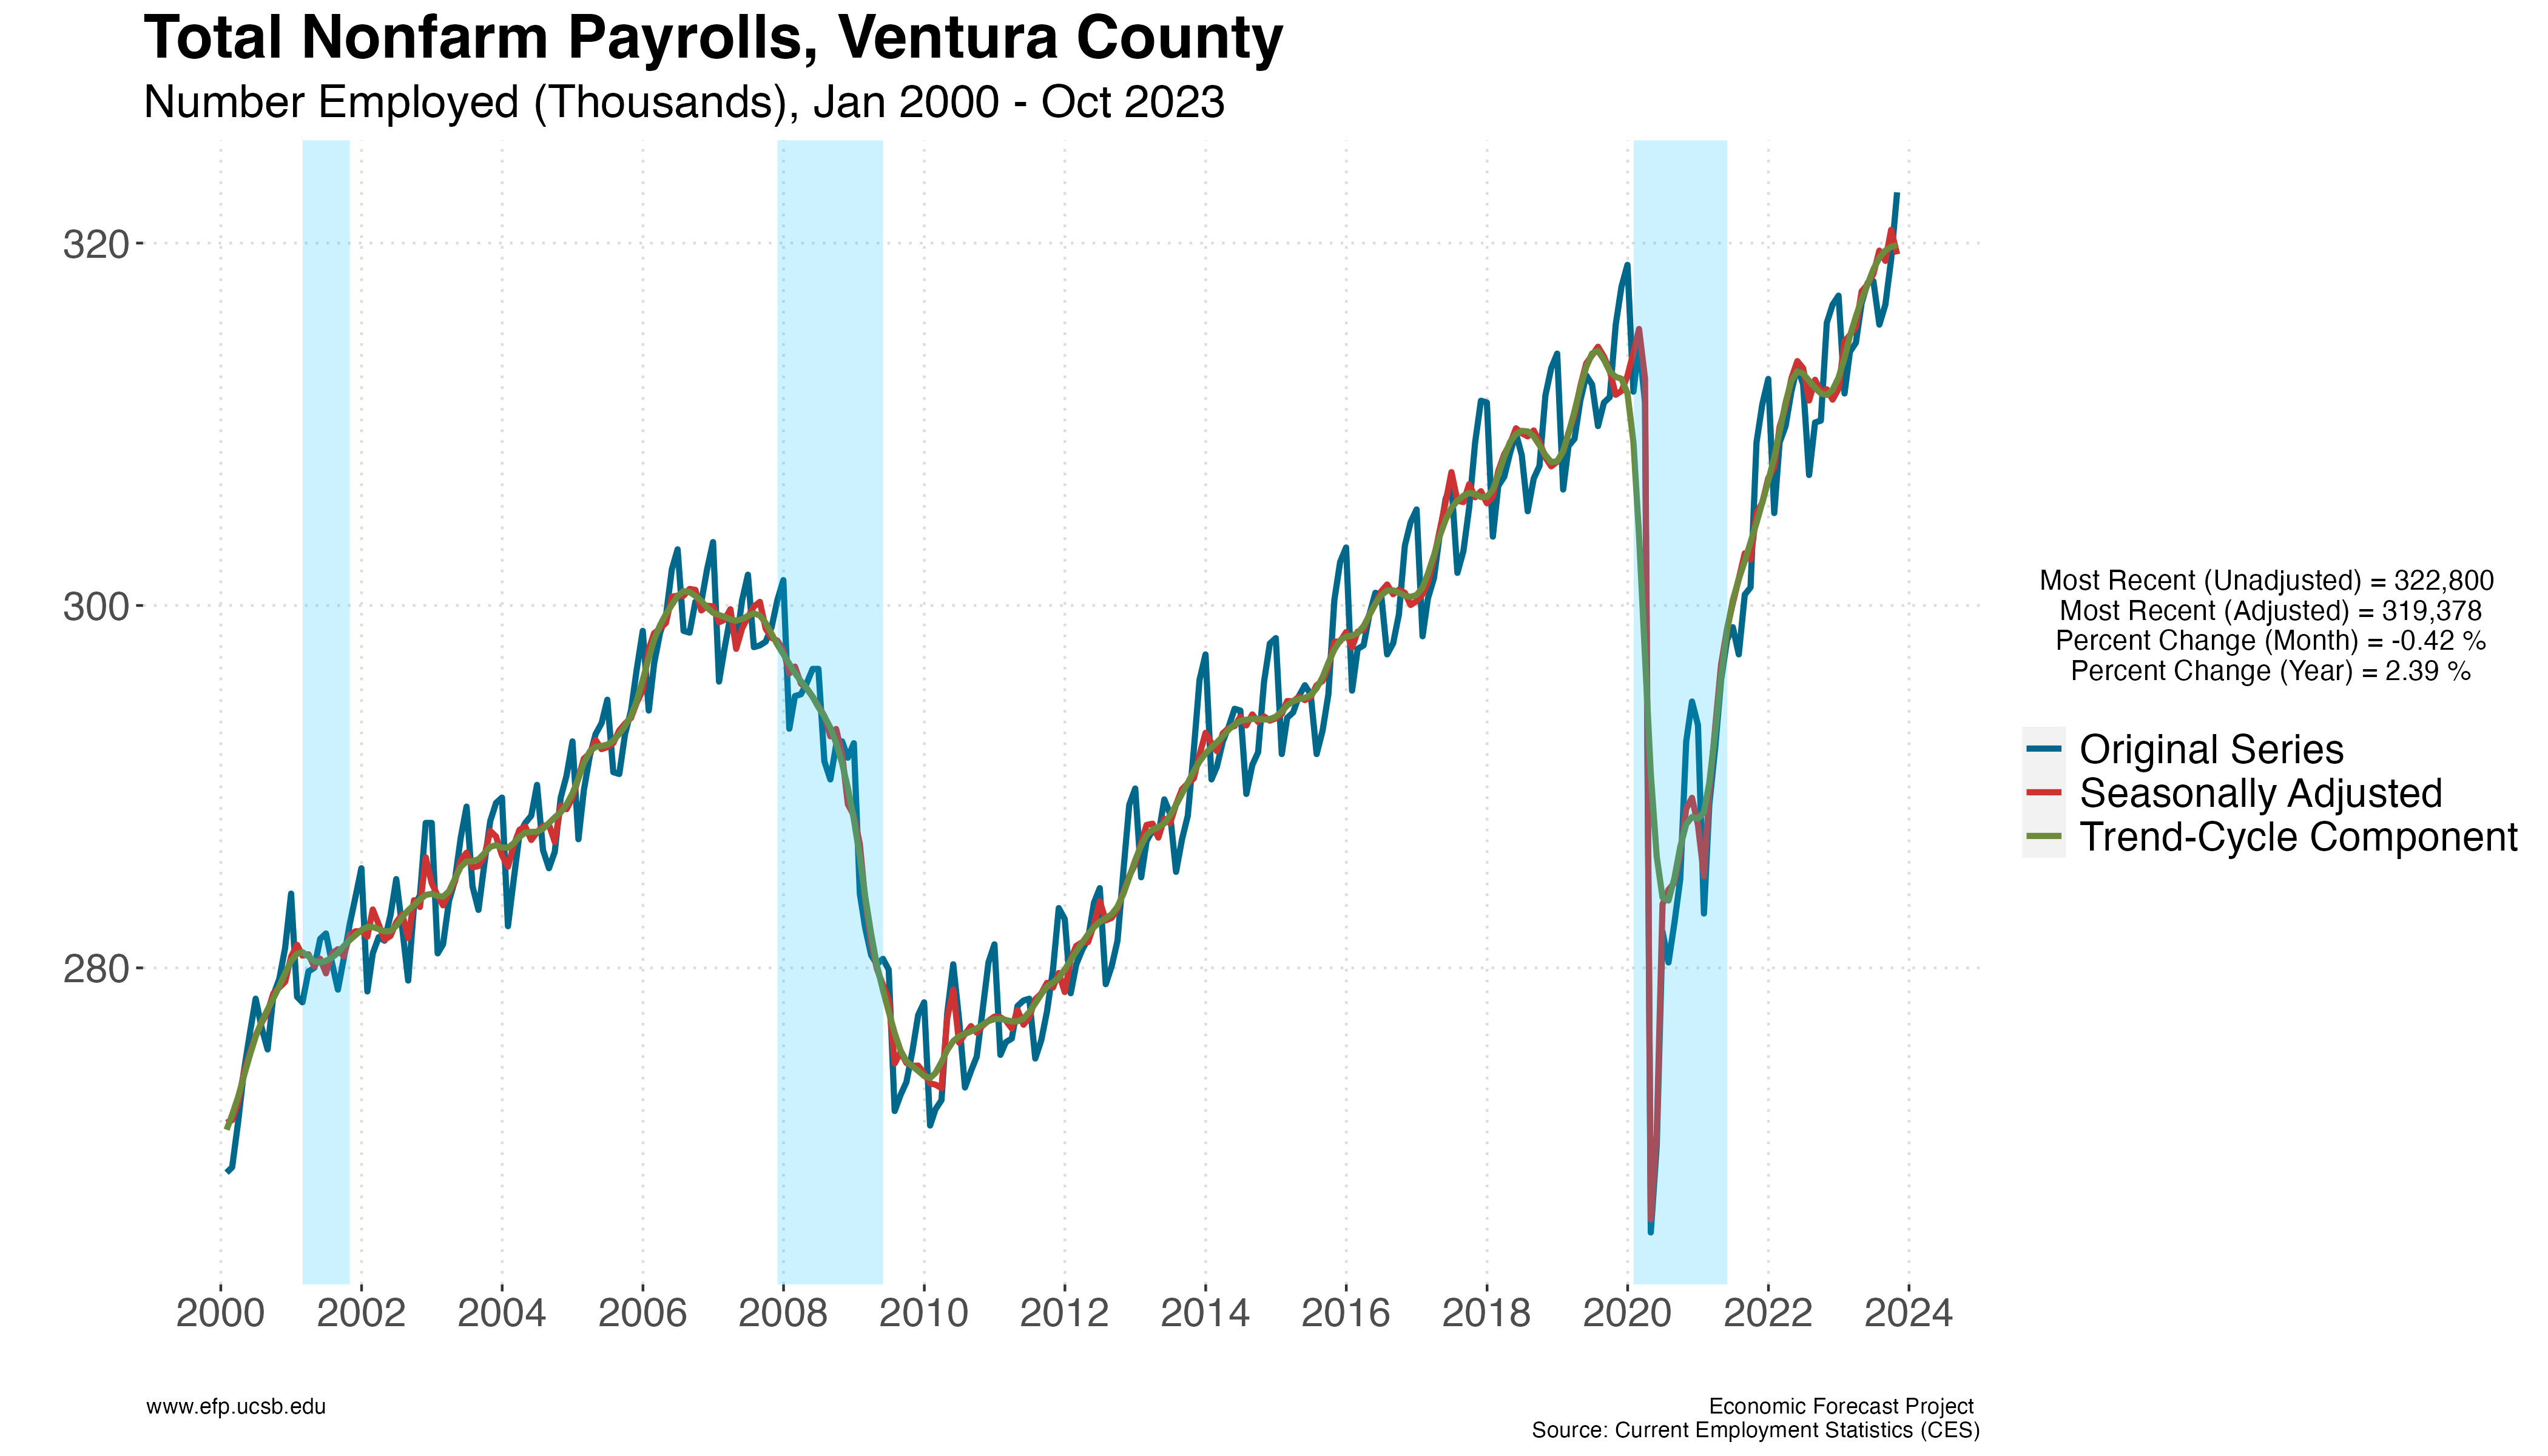 Total Nonfarm Payrolls, Ventura County
Number Employed (Thousands), Jan 2000 - Oct 2023
320
300
280
2000 2002 2004 2006 2008 2010 2012 2014 2016 2018 2020 2022 2024
Most Recent (Unadjusted) = 322,800
Most Recent (Adjusted) = 319,378
Percent Change (Month) = -0.42 %
Percent Change (Year) = 2.39 %
Original Series
Seasonally Adjusted
Trend-Cycle Component
www.efp.ucsb.edu
Economic Forecast Project
Source: Current Employment Statistics (CES)